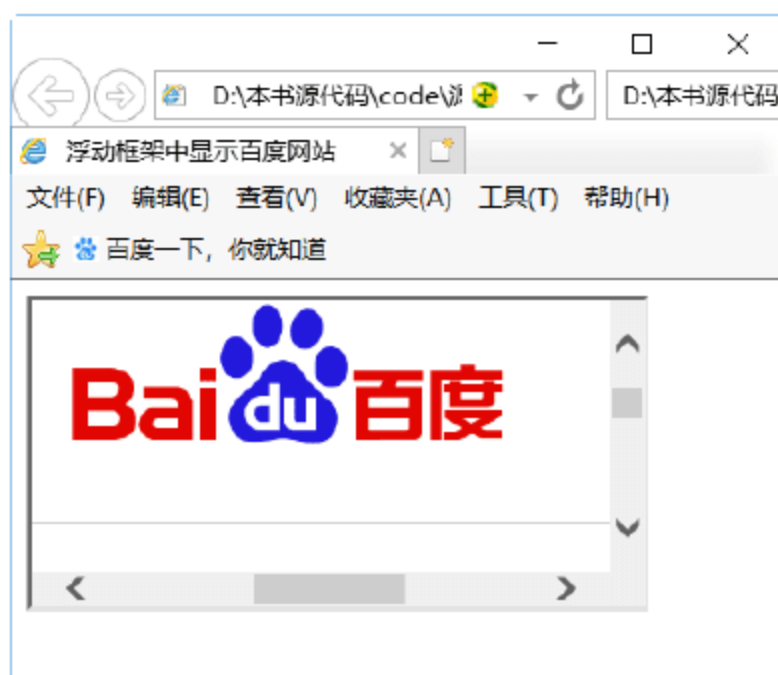 D:\本书源代码\code\源 D:\本书源代码
浮动框架中显示百度网站
文件(F) 编辑(E) 查看(V) 收藏夹(A) 工具(T) 帮助(H)
百度一下，你就知道
Bai du 百度